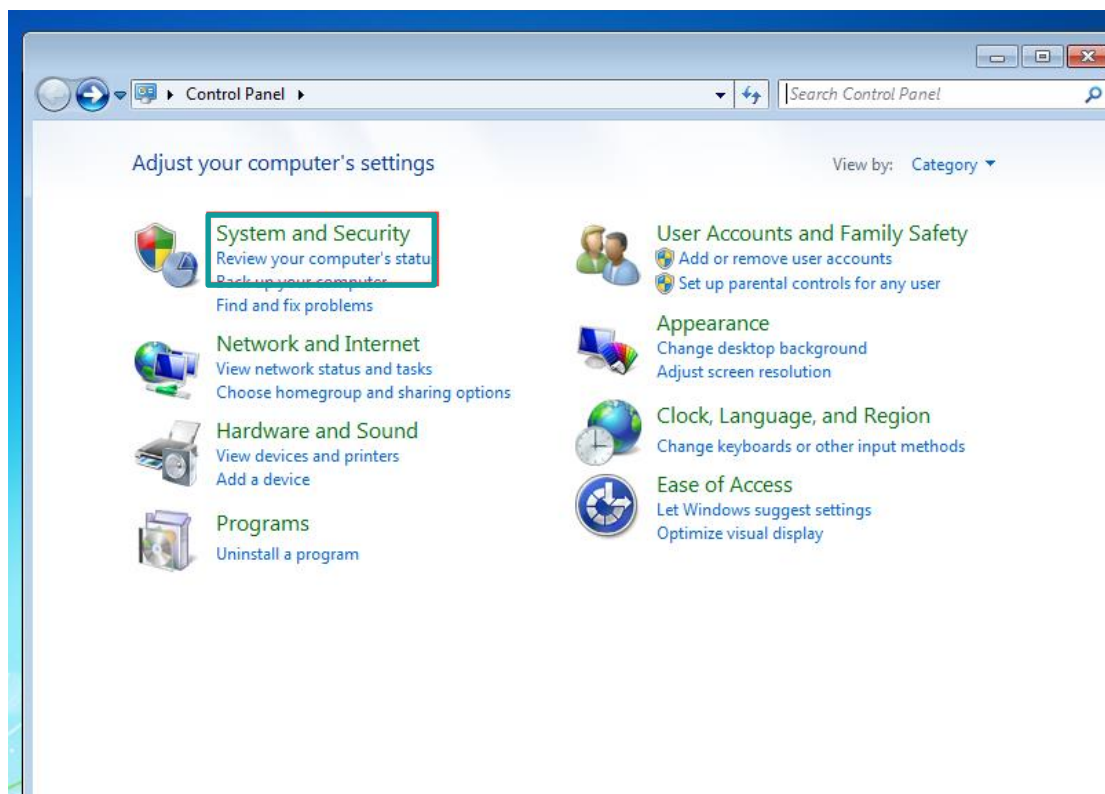 Control Panel
Search Control Panel
Adjust your computer's settings
View by: Category
System and Security
Review your computer's statu
Back up your computer
Find and fix problems
Network and Internet
View network status and tasks
Choose homegroup and sharing options
Hardware and Sound
View devices and printers
Add a device
Programs
Uninstall a program
User Accounts and Family Safety
Add or remove user accounts
Set up parental controls for any user
Appearance
Change desktop background
Adjust screen resolution
Clock, Language, and Region
Change keyboards or other input methods
Ease of Access
Let Windows suggest settings
Optimize visual display